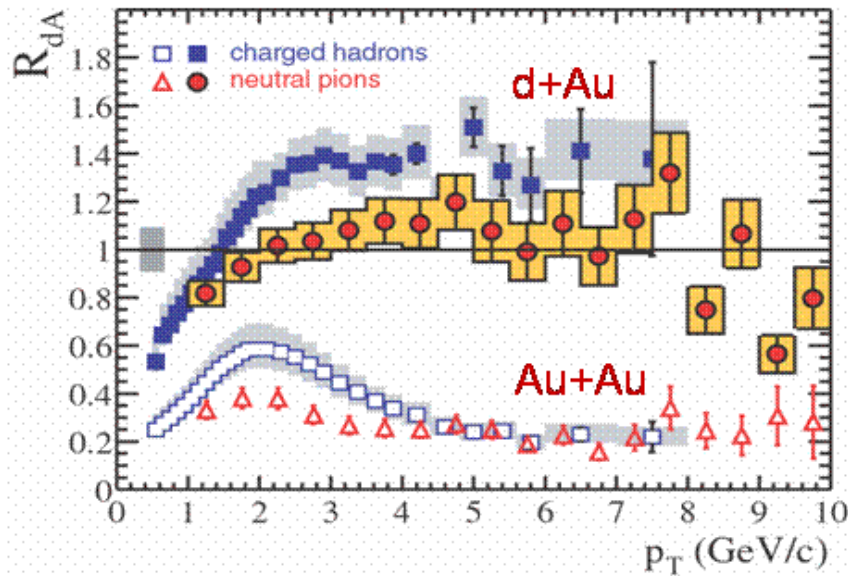 R_dA
1.8
1.6
1.4
1.2
1
0.8
0.6
0.4
0.2
0
charged hadrons
neutral pions
d+Au
Au+Au
0 1 2 3 4 5 6 7 8 9 10
p_T (GeV/c)